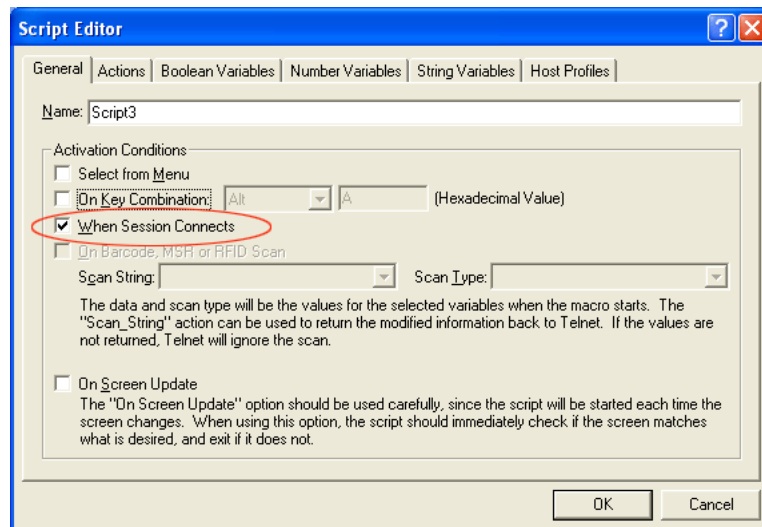 Script Editor
General Actions Boolean Variables Number Variables String Variables Host Profiles
Name: Script3
Activation Conditions
Select from Menu
On Key Combination: Alt A (Hexadecimal Value)
When Session Connects
On Barcode, MSR or RFID Scan
Scan String: Scan Type:
The data and scan type will be the values for the selected variables when the macro starts. The
"Scan_String" action can be used to return the modified information back to Telnet. If the values are
not returned, Telnet will ignore the scan.
On Screen Update
The "On Screen Update" option should be used carefully, since the script will be started each time the
screen changes. When using this option, the script should immediately check if the screen matches
what is desired, and exit if it does not.
OK Cancel